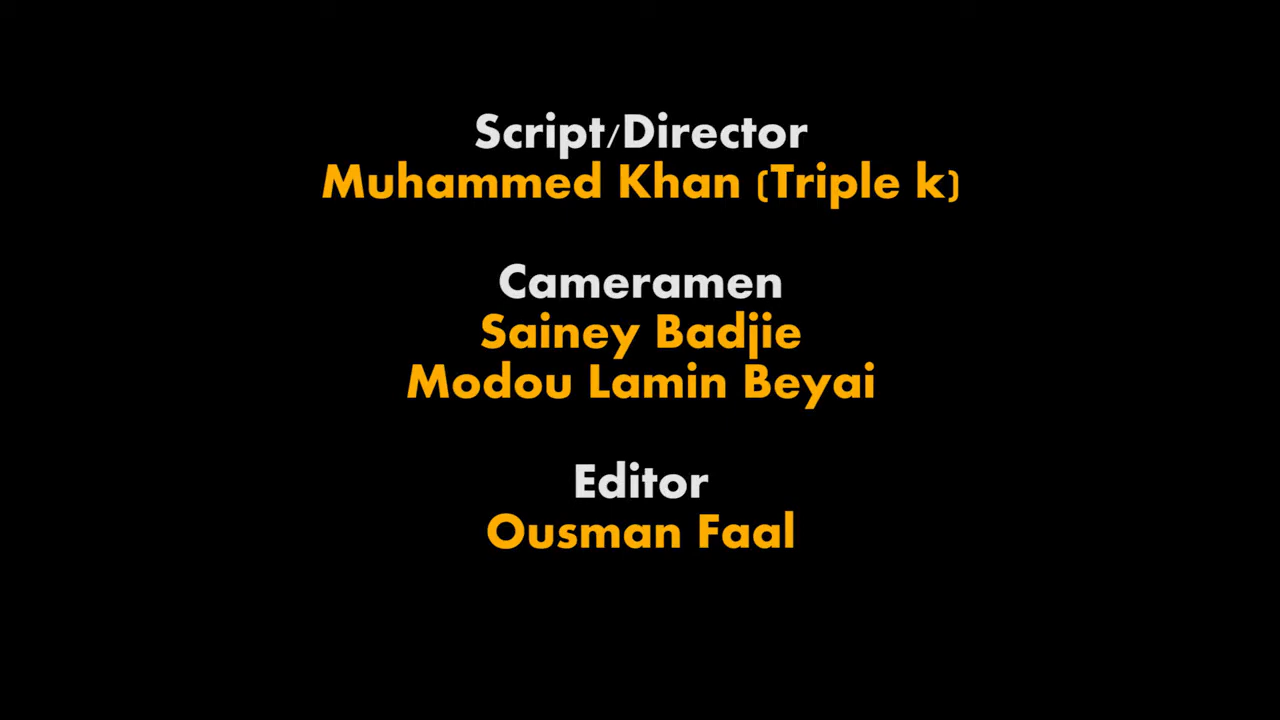 Script/Director
Muhammed Khan (Triple k)
Cameramen
Sainey Badjie
Modou Lamin Beyai
Editor
Ousman Faal